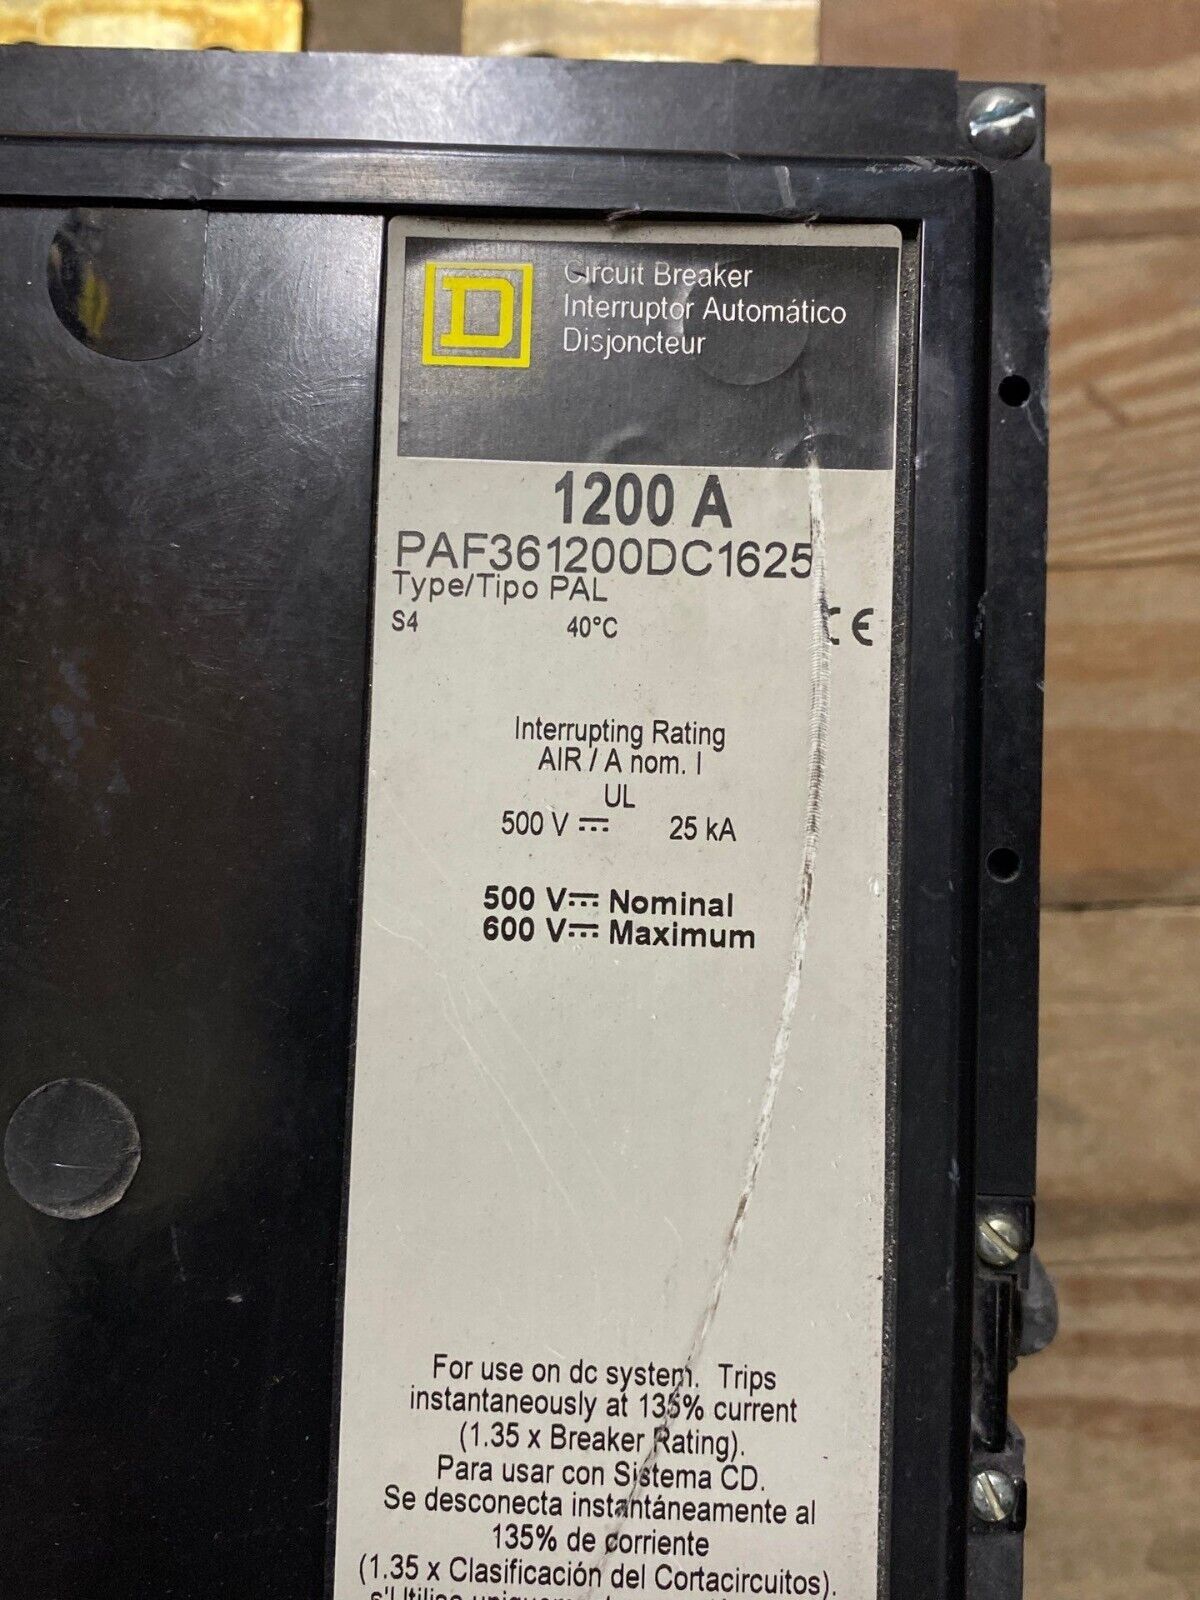 D
Circuit Breaker
Interruptor Automático
Disjoncteur
1200 A
PAF361200DC1625
Type/Tipo PAL
S4 40°C CE
Interrupting Rating
AIR / A nom. I
UL
500 V ⎓ 25 kA
500 V⎓ Nominal
600 V⎓ Maximum
For use on dc system. Trips
instantaneously at 135% current
(1.35 x Breaker Rating).
Para usar con Sistema CD.
Se desconecta instantáneamente al
135% de corriente
(1.35 x Clasificación del Cortacircuitos).
s'Utilise